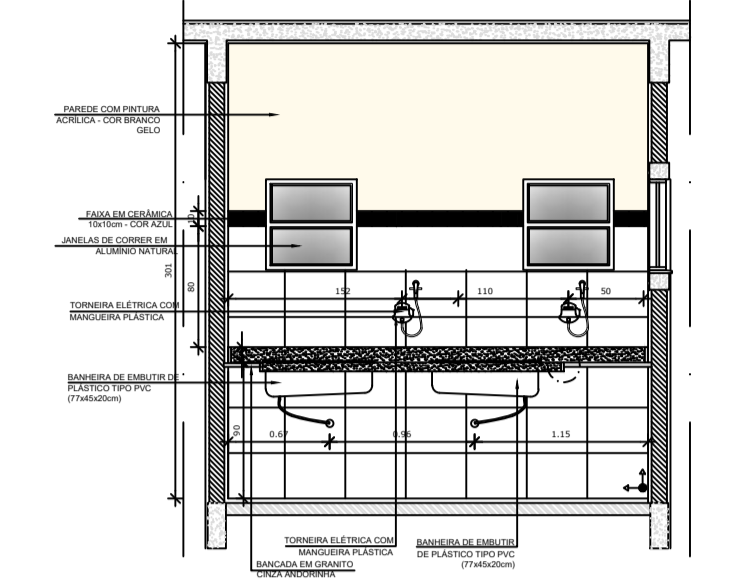 PAREDE COM PINTURA
ACRÍLICA - COR BRANCO
GELO
FAIXA EM CERÂMICA
10x10cm - COR AZUL
10
JANELAS DE CORRER EM
ALUMÍNIO NATURAL
301
80
152
110
50
TORNEIRA ELÉTRICA COM
MANGUEIRA PLÁSTICA
BANHEIRA DE EMBUTIR DE
PLÁSTICO TIPO PVC
(77x45x20cm)
90
0.67
0.96
1.15
TORNEIRA ELÉTRICA COM
MANGUEIRA PLÁSTICA
BANHEIRA DE EMBUTIR
DE PLÁSTICO TIPO PVC
(77x45x20cm)
BANCADA EM GRANITO
CINZA ANDORINHA